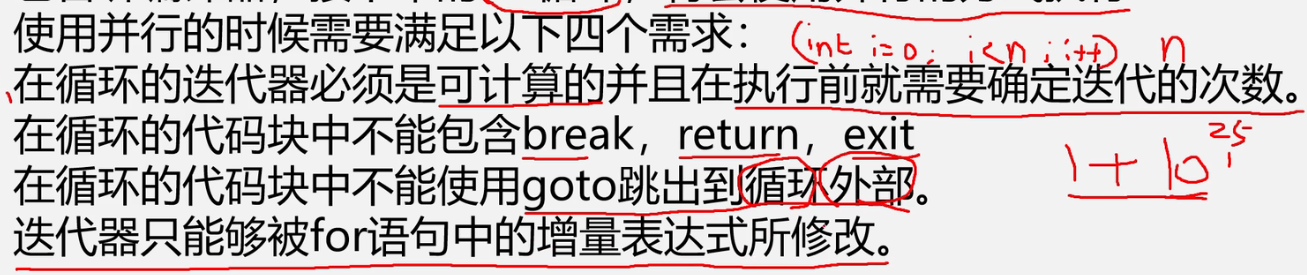 使用并行的时候需要满足以下四个需求：
(int i=0; i<n; i++) n
在循环的迭代器必须是可计算的并且在执行前就需要确定迭代的次数。
在循环的代码块中不能包含break，return，exit
1+10
在循环的代码块中不能使用goto跳出到循环外部。
迭代器只能够被for语句中的增量表达式所修改。